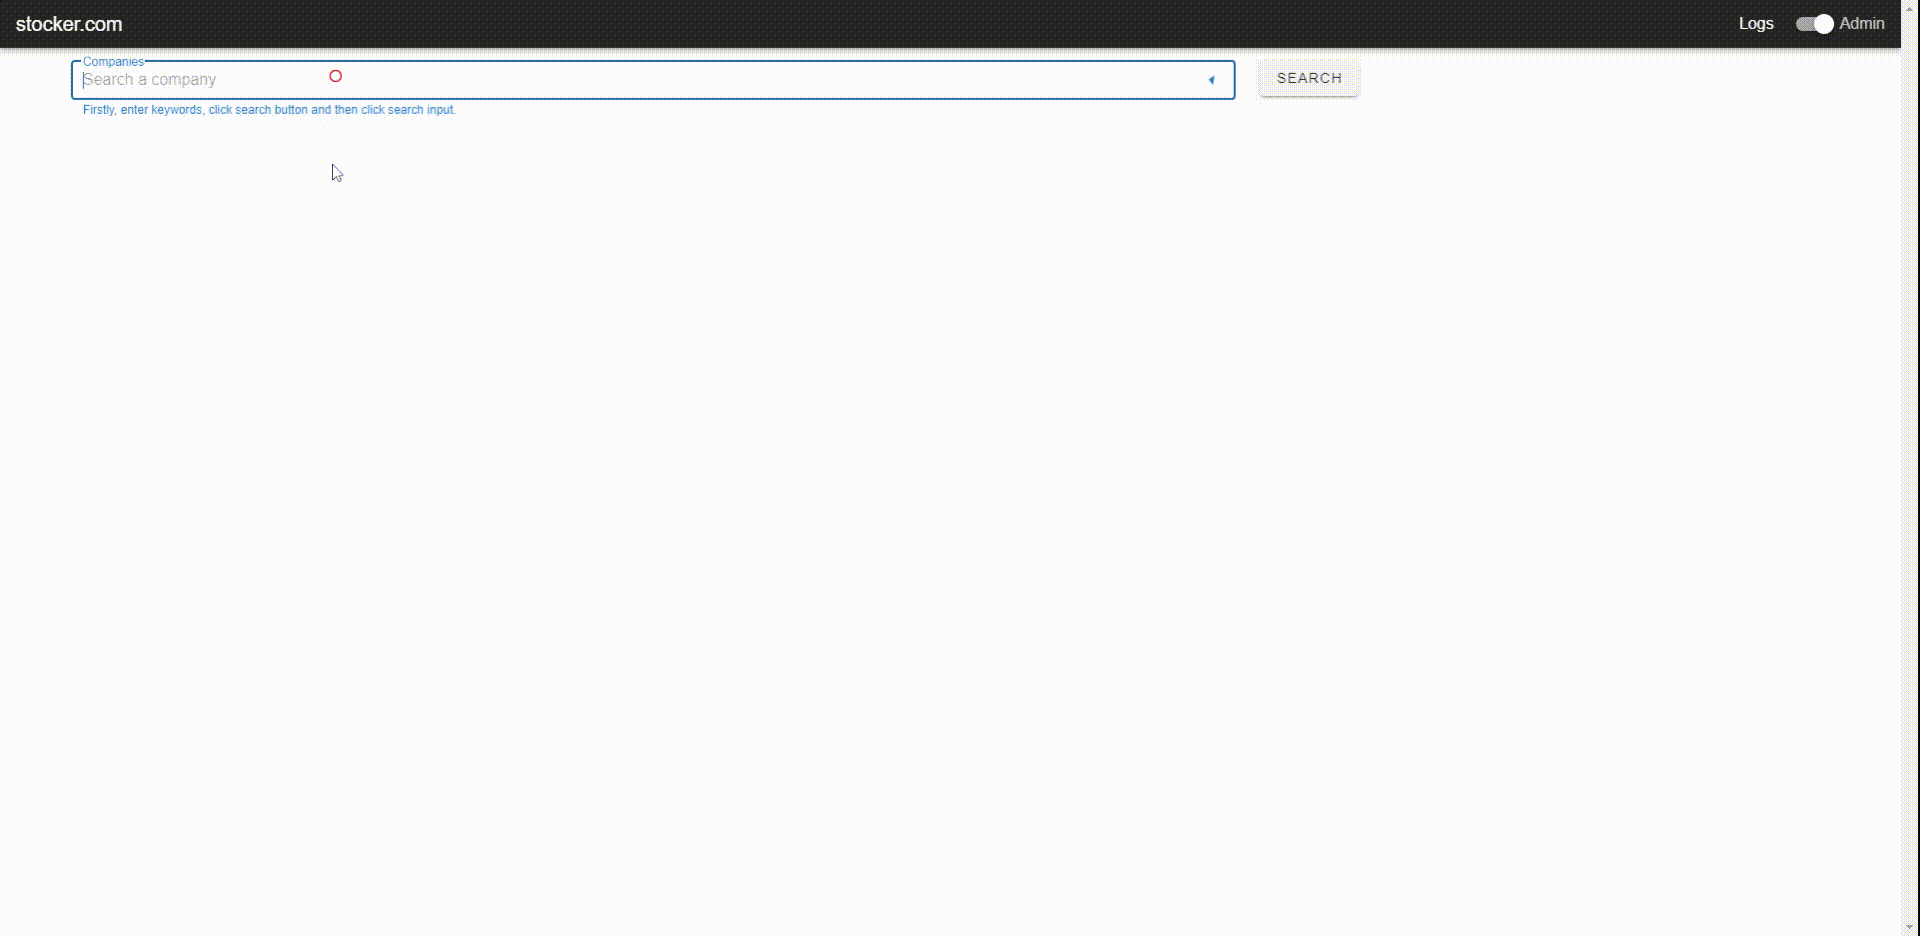 stocker.com
Logs
Admin
Companies
Search a company
SEARCH
Firstly, enter keywords, click search button and then click search input.